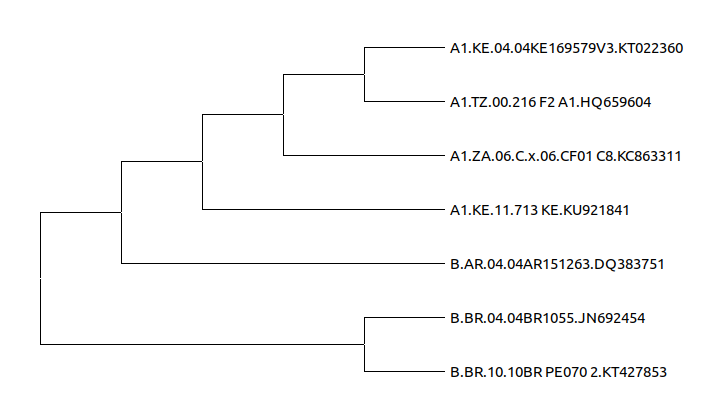 A1.KE.04.04KE169579V3.KT022360
A1.TZ.00.216 F2 A1.HQ659604
A1.ZA.06.C.x.06.CF01 C8.KC863311
A1.KE.11.713 KE.KU921841
B.AR.04.04AR151263.DQ383751
B.BR.04.04BR1055.JN692454
B.BR.10.10BR PE070 2.KT427853